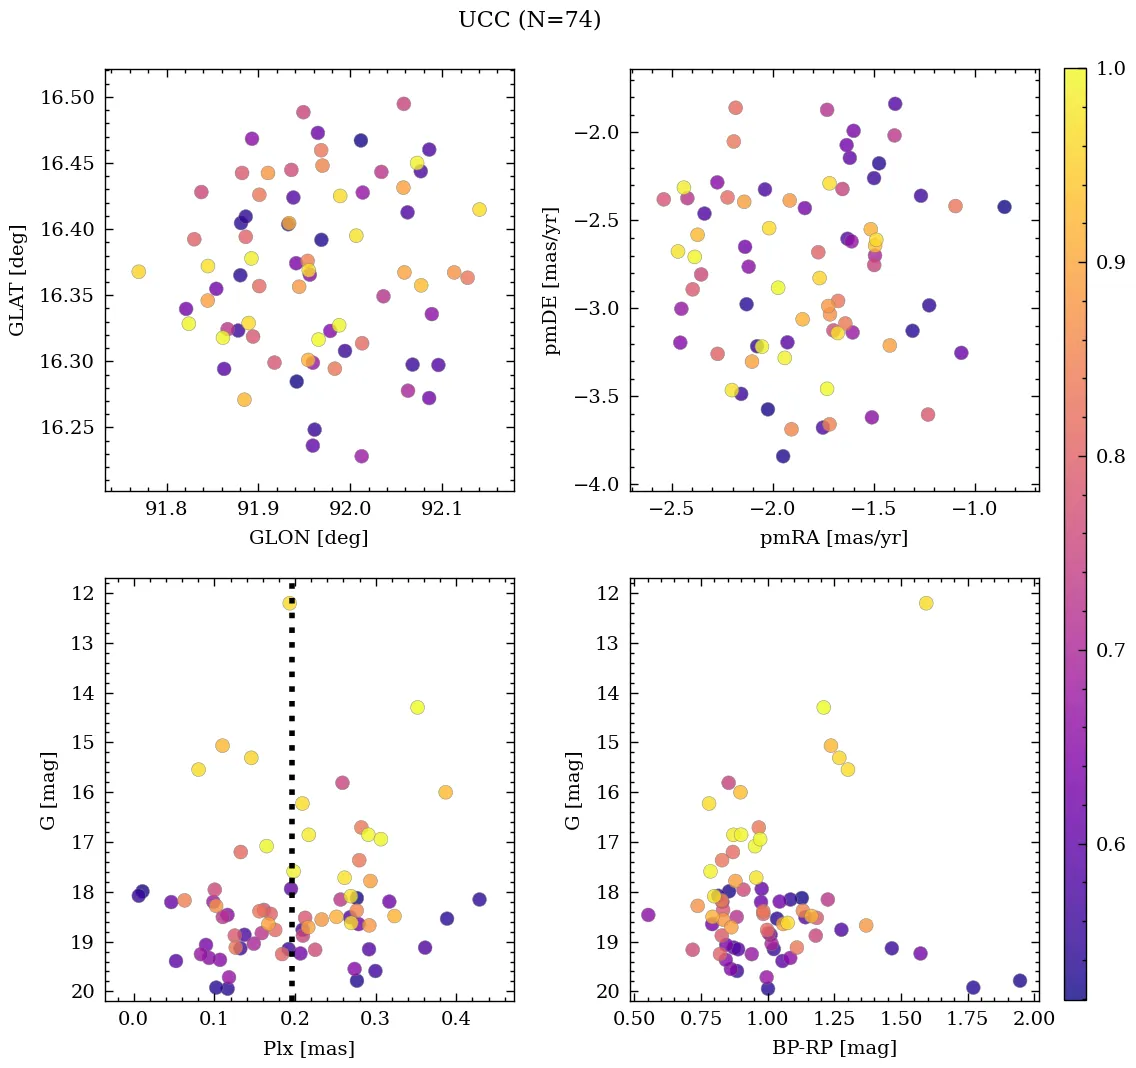 UCC (N=74)
16.50
16.45
16.40
16.35
16.30
16.25
GLAT [deg]
91.8 91.9 92.0 92.1
GLON [deg]
−2.0
−2.5
−3.0
−3.5
−4.0
pmDE [mas/yr]
−2.5 −2.0 −1.5 −1.0
pmRA [mas/yr]
1.0
0.9
0.8
0.7
0.6
12
13
14
15
16
17
18
19
20
G [mag]
0.0 0.1 0.2 0.3 0.4
Plx [mas]
12
13
14
15
16
17
18
19
20
G [mag]
0.50 0.75 1.00 1.25 1.50 1.75 2.00
BP-RP [mag]